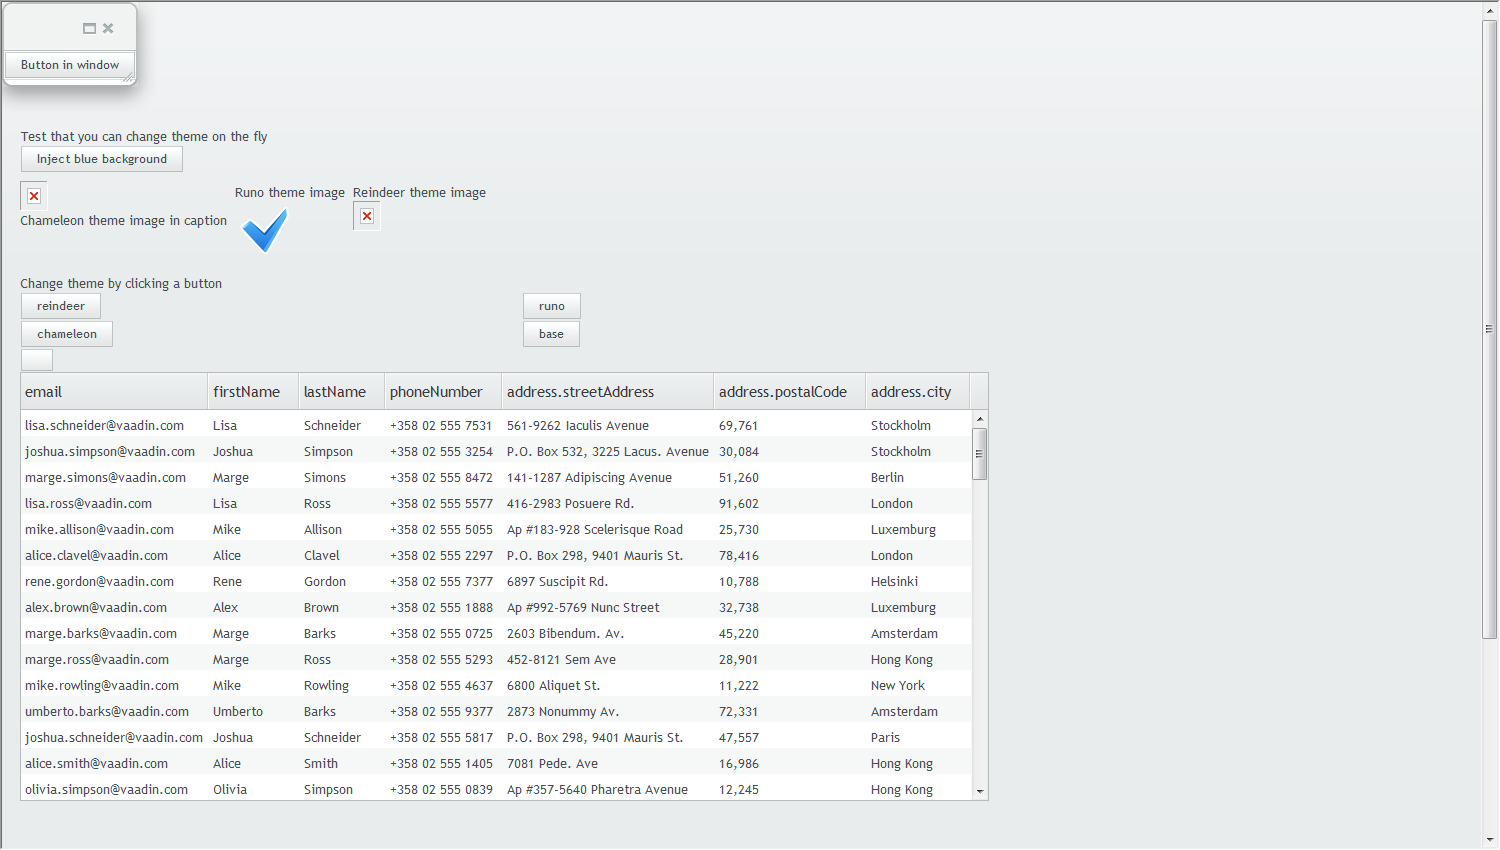 Button in window
Test that you can change theme on the fly
Inject blue background
Runo theme image Reindeer theme image
Chameleon theme image in caption
Change theme by clicking a button
reindeer runo
chameleon base
email firstName lastName phoneNumber address.streetAddress address.postalCode address.city
lisa.schneider@vaadin.com Lisa Schneider +358 02 555 7531 561-9262 Iaculis Avenue 69,761 Stockholm
joshua.simpson@vaadin.com Joshua Simpson +358 02 555 3254 P.O. Box 532, 3225 Lacus. Avenue 30,084 Stockholm
marge.simons@vaadin.com Marge Simons +358 02 555 8472 141-1287 Adipiscing Avenue 51,260 Berlin
lisa.ross@vaadin.com Lisa Ross +358 02 555 5577 416-2983 Posuere Rd. 91,602 London
mike.allison@vaadin.com Mike Allison +358 02 555 5055 Ap #183-928 Scelerisque Road 25,730 Luxemburg
alice.clavel@vaadin.com Alice Clavel +358 02 555 2297 P.O. Box 298, 9401 Mauris St. 78,416 London
rene.gordon@vaadin.com Rene Gordon +358 02 555 7377 6897 Suscipit Rd. 10,788 Helsinki
alex.brown@vaadin.com Alex Brown +358 02 555 1888 Ap #992-5769 Nunc Street 32,738 Luxemburg
marge.barks@vaadin.com Marge Barks +358 02 555 0725 2603 Bibendum. Av. 45,220 Amsterdam
marge.ross@vaadin.com Marge Ross +358 02 555 5293 452-8121 Sem Ave 28,901 Hong Kong
mike.rowling@vaadin.com Mike Rowling +358 02 555 4637 6800 Aliquet St. 11,222 New York
umberto.barks@vaadin.com Umberto Barks +358 02 555 9377 2873 Nonummy Av. 72,331 Amsterdam
joshua.schneider@vaadin.com Joshua Schneider +358 02 555 5817 P.O. Box 298, 9401 Mauris St. 47,557 Paris
alice.smith@vaadin.com Alice Smith +358 02 555 1405 7081 Pede. Ave 16,986 Hong Kong
olivia.simpson@vaadin.com Olivia Simpson +358 02 555 0839 Ap #357-5640 Pharetra Avenue 12,245 Hong Kong